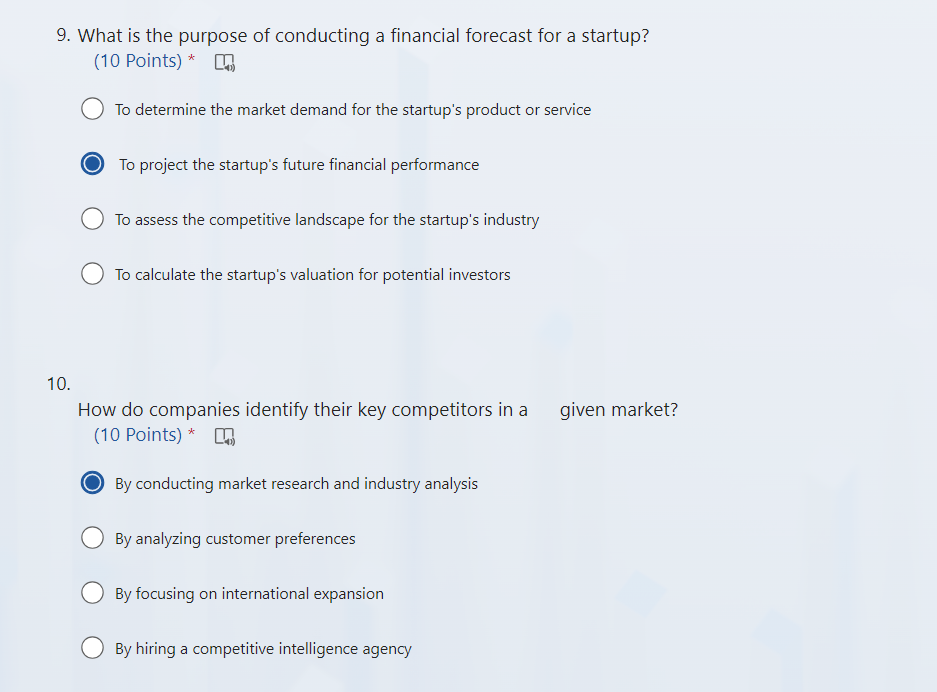 9. What is the purpose of conducting a financial forecast for a startup?
(10 Points) *
To determine the market demand for the startup's product or service
To project the startup's future financial performance
To assess the competitive landscape for the startup's industry
To calculate the startup's valuation for potential investors
10.
How do companies identify their key competitors in a given market?
(10 Points) *
By conducting market research and industry analysis
By analyzing customer preferences
By focusing on international expansion
By hiring a competitive intelligence agency